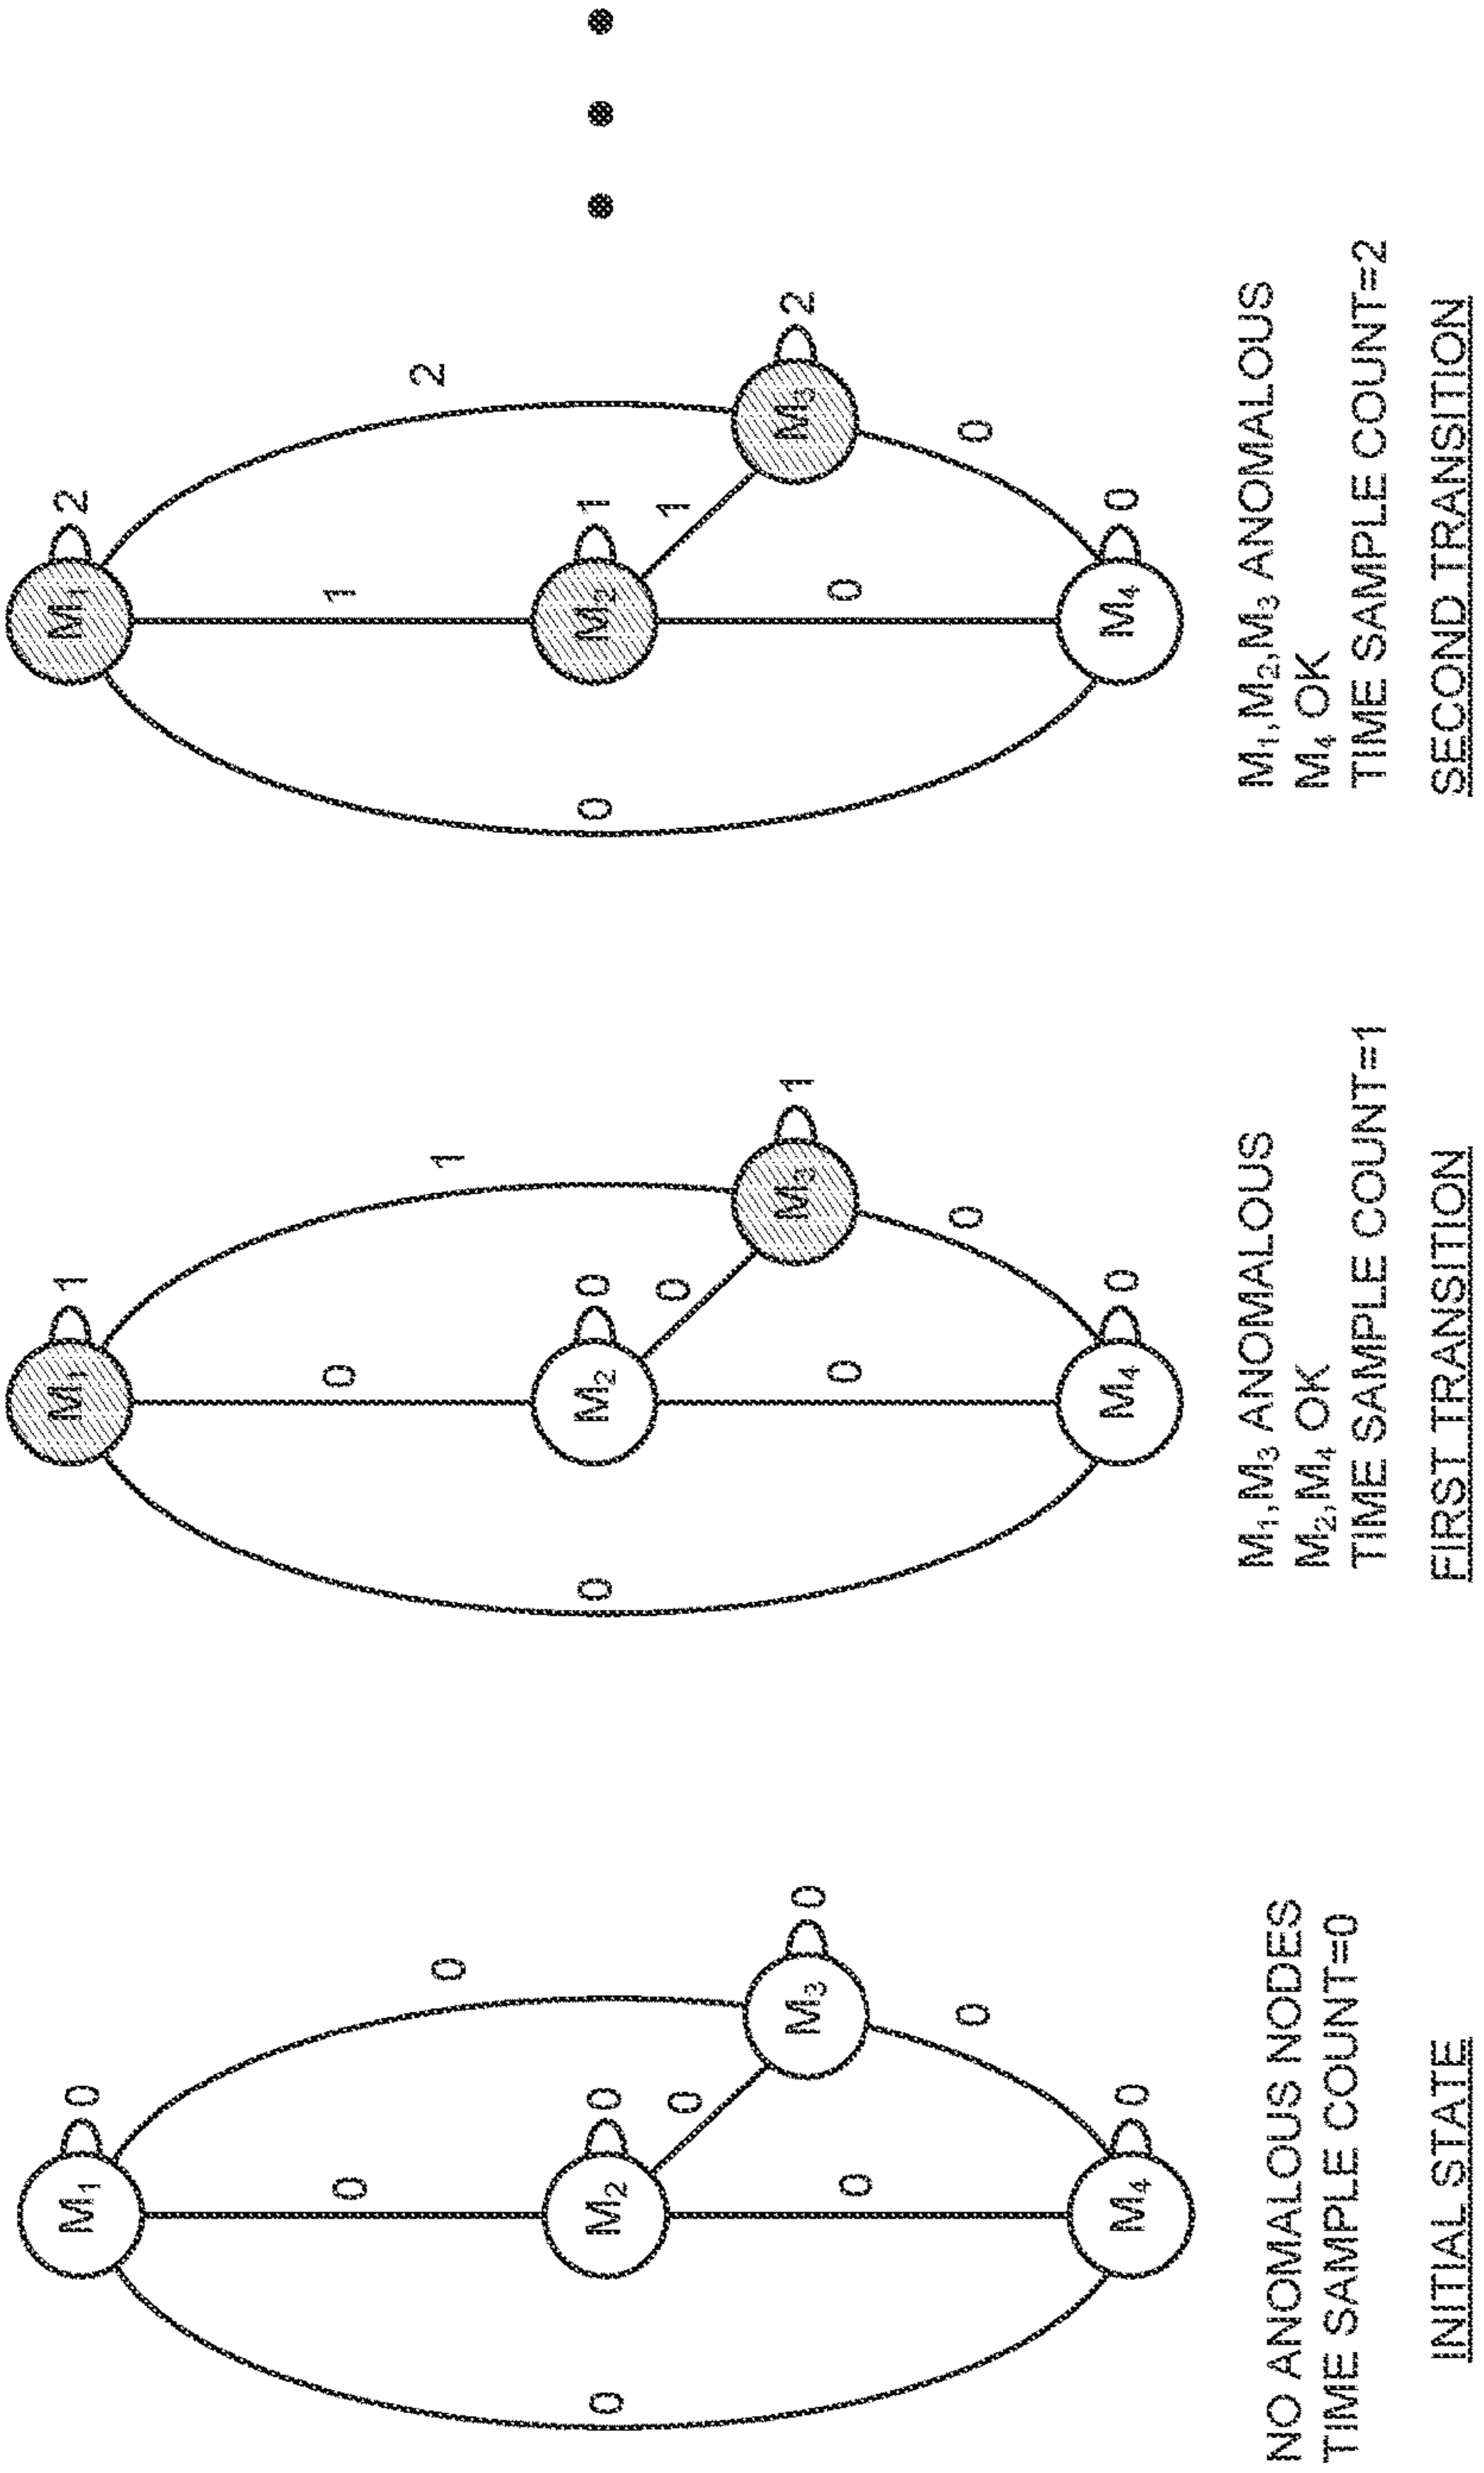 M₁ 0
0
0
0 M₂ 0
0
M₃ 0
0
0
M₄ 0
NO ANOMALOUS NODES
TIME SAMPLE COUNT=0
INITIAL STATE
M₁ 1
0
1
0 M₂ 0
0
M₃ 1
0
0
M₄ 0
M₁,M₃ ANOMALOUS
M₂,M₄ OK
TIME SAMPLE COUNT=1
FIRST TRANSITION
M₁ 2
1
2
0 M₂ 1
1
M₃ 2
0
0
M₄ 0
M₁,M₂,M₃ ANOMALOUS
M₄ OK
TIME SAMPLE COUNT=2
SECOND TRANSITION